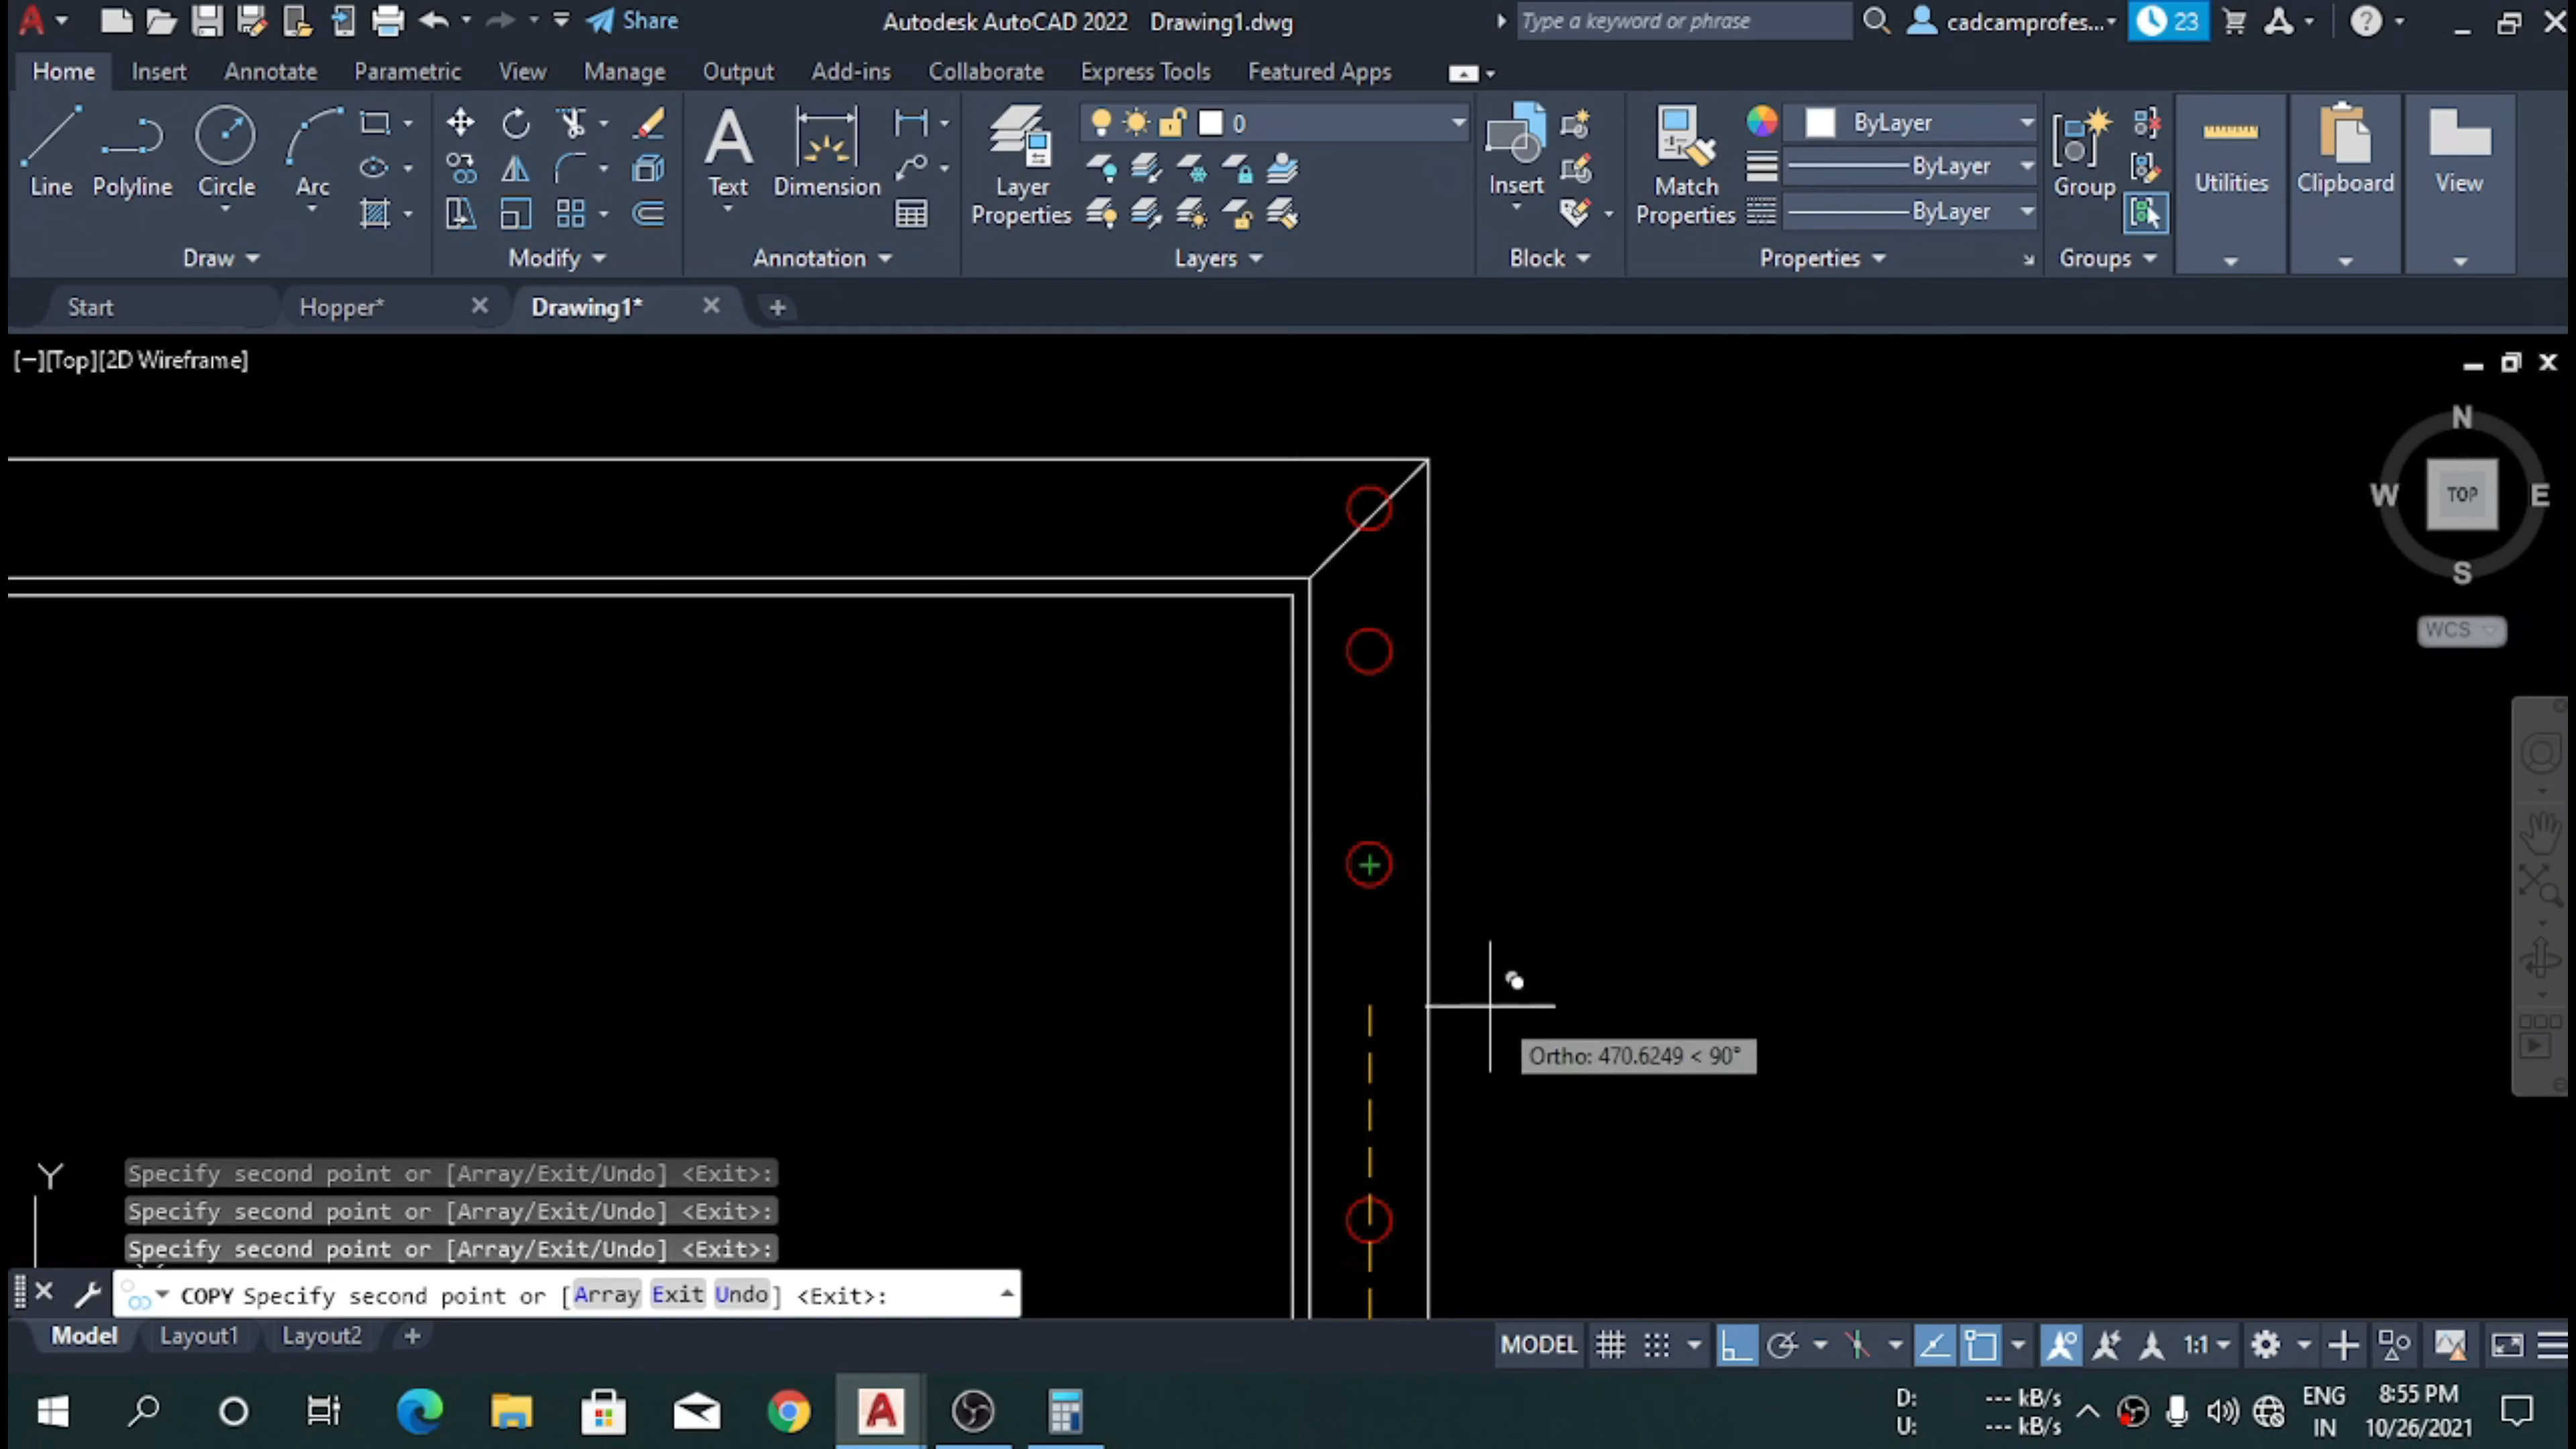 Share
Autodesk AutoCAD 2022 Drawing1.dwg
Type a keyword or phrase
cadcamprofes...
23
Home Insert Annotate Parametric View Manage Output Add-ins Collaborate Express Tools Featured Apps
Line Polyline Circle Arc
Text Dimension
Layer Properties
0
Insert
Match Properties
ByLayer
ByLayer
ByLayer
Group
Utilities Clipboard View
Draw Modify Annotation Layers Block Properties Groups
Start Hopper* Drawing1*
[−][Top][2D Wireframe]
N
W TOP E
S
WCS
Ortho: 470.6249 < 90°
Y
Specify second point or [Array/Exit/Undo] <Exit>:
Specify second point or [Array/Exit/Undo] <Exit>:
Specify second point or [Array/Exit/Undo] <Exit>:
COPY Specify second point or [Array Exit Undo] <Exit>:
Model Layout1 Layout2 +
MODEL 1:1
D: --- kB/s
U: --- kB/s
ENG
IN
8:55 PM
10/26/2021